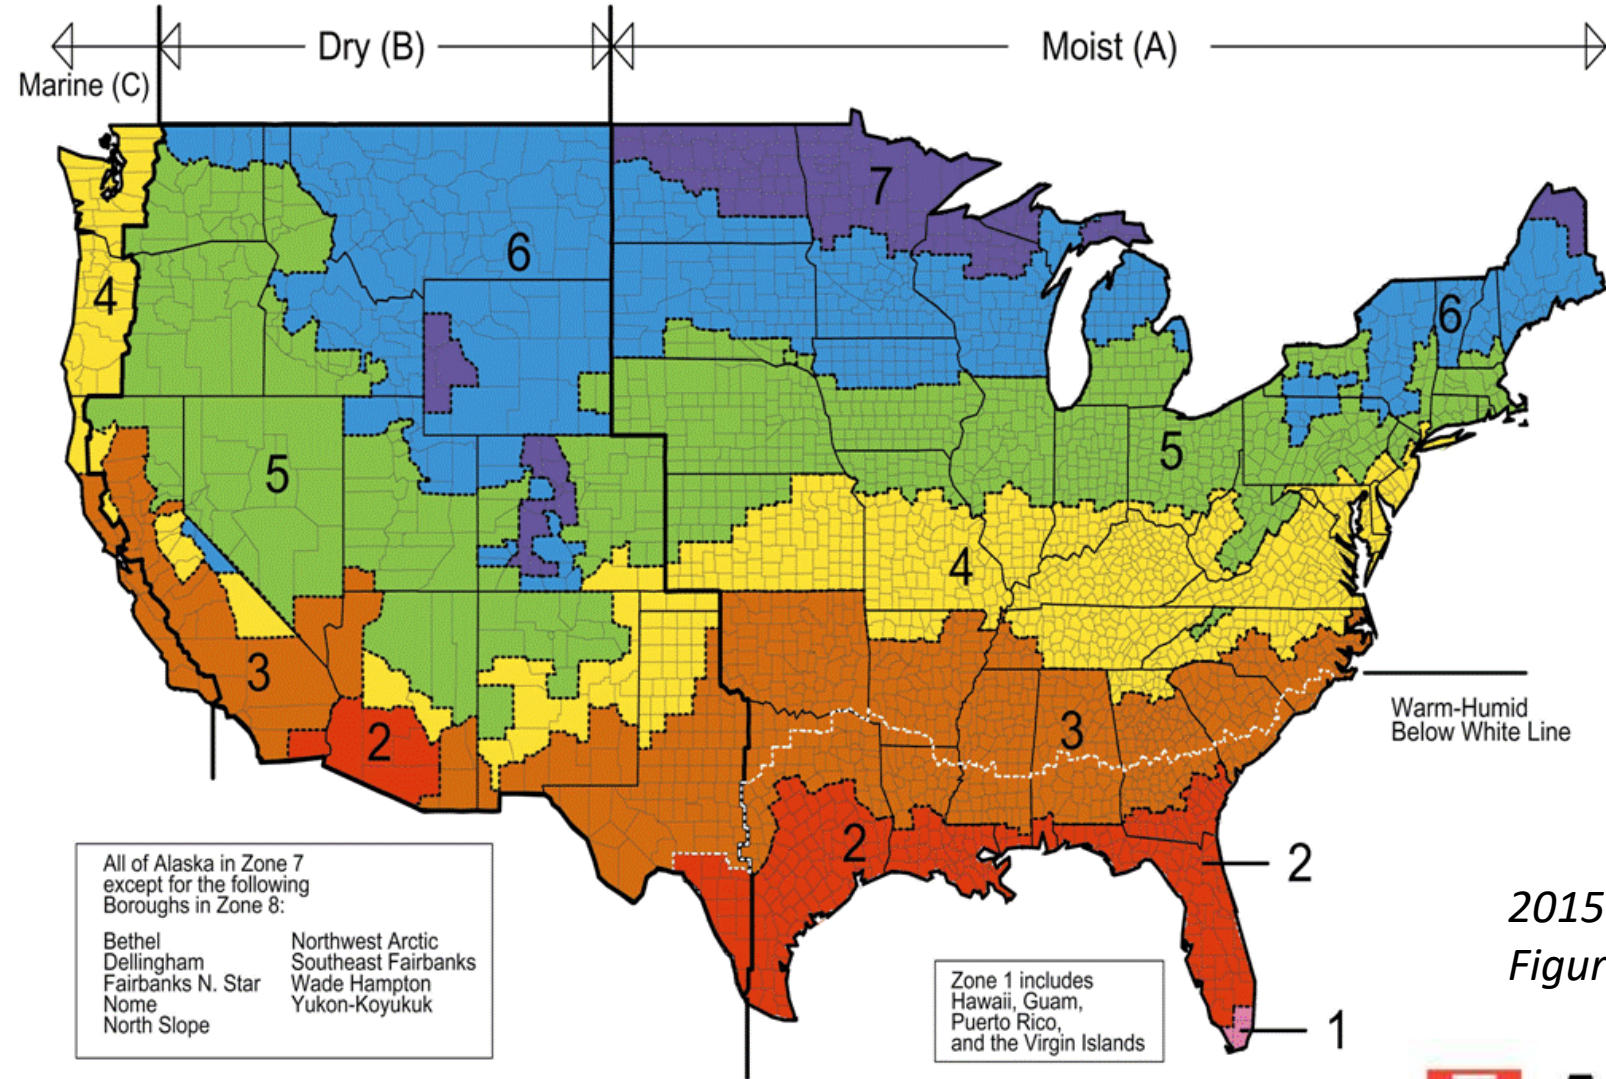 Dry (B)
Moist (A)
Marine (C)
7
6
4
6
5
5
4
3
3
2
2
Warm-Humid
Below White Line
2
1
All of Alaska in Zone 7
except for the following
Boroughs in Zone 8:
Bethel
Dellingham
Fairbanks N. Star
Nome
North Slope
Northwest Arctic
Southeast Fairbanks
Wade Hampton
Yukon-Koyukuk
Zone 1 includes
Hawaii, Guam,
Puerto Rico,
and the Virgin Islands
2015
Figur